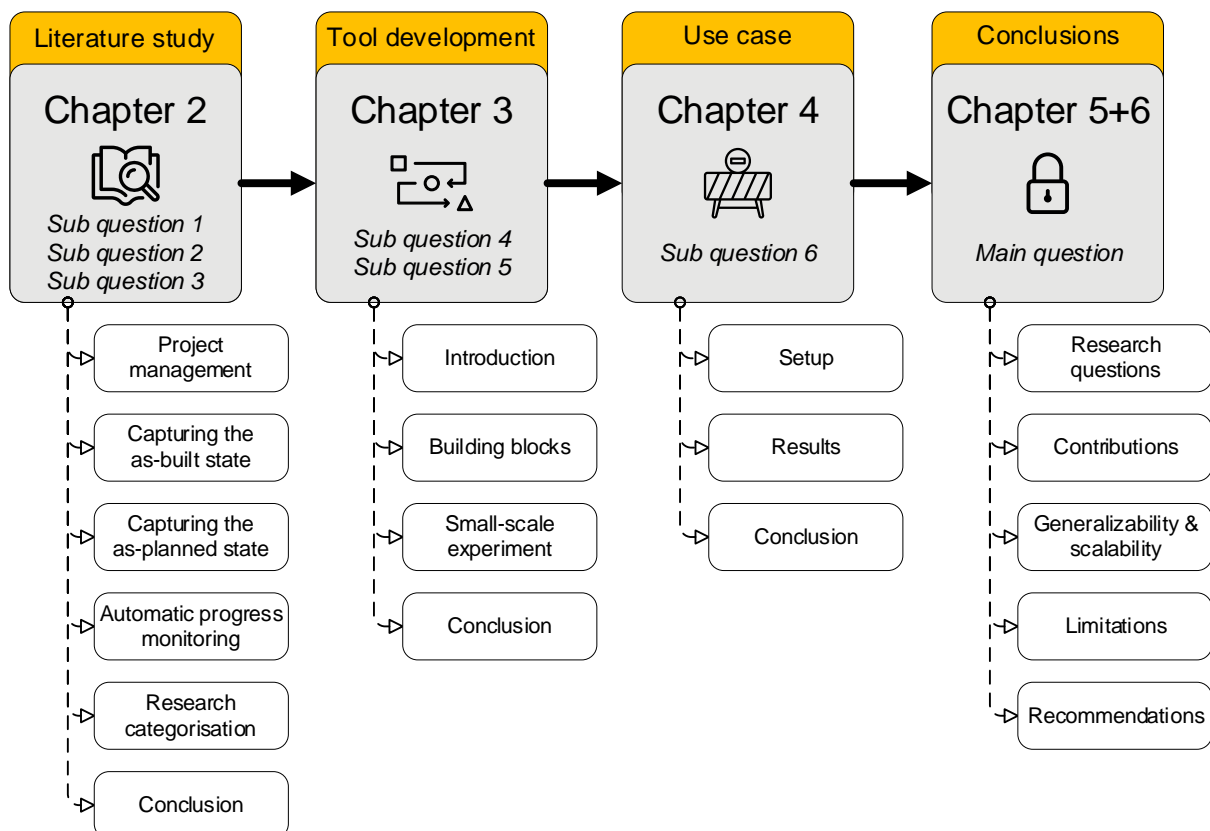 Literature study
Chapter 2
Sub question 1
Sub question 2
Sub question 3
Project
management
Capturing the
as-built state
Capturing the
as-planned state
Automatic progress
monitoring
Research
categorisation
Conclusion
Tool development
Chapter 3
Sub question 4
Sub question 5
Introduction
Building blocks
Small-scale
experiment
Conclusion
Use case
Chapter 4
Sub question 6
Setup
Results
Conclusion
Conclusions
Chapter 5+6
Main question
Research
questions
Contributions
Generalizability &
scalability
Limitations
Recommendations